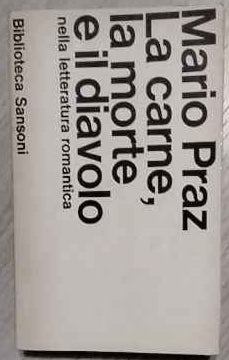 Mario Praz
La carne,
la morte
e il diavolo
nella letteratura romantica
Biblioteca Sansoni